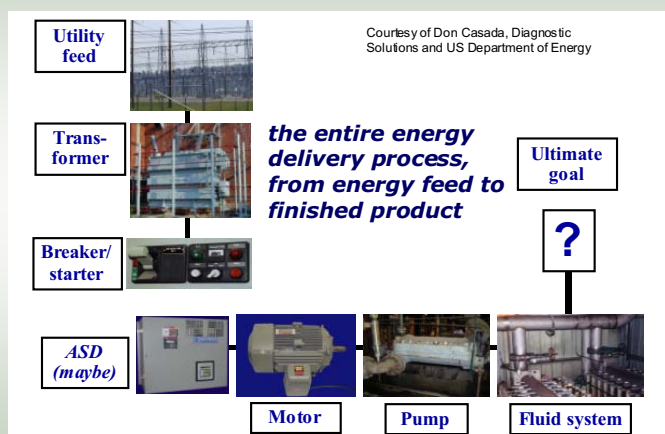 Utility
feed
Courtesy of Don Casada, Diagnostic
Solutions and US Department of Energy
Trans-
former
the entire energy
delivery process,
from energy feed to
finished product
Ultimate
goal
?
Breaker/
starter
ASD
(maybe)
Motor
Pump
Fluid system